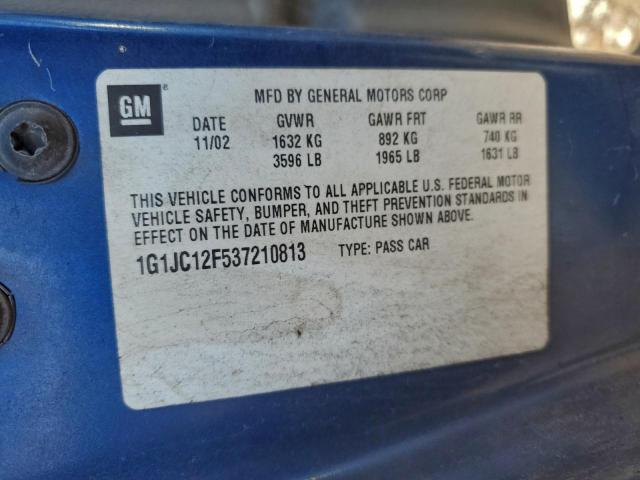 GM ®
MFD BY GENERAL MOTORS CORP
DATE GVWR GAWR FRT GAWR RR
11/02 1632 KG 892 KG 740 KG
3596 LB 1965 LB 1631 LB
THIS VEHICLE CONFORMS TO ALL APPLICABLE U.S. FEDERAL MOTOR
VEHICLE SAFETY, BUMPER, AND THEFT PREVENTION STANDARDS IN
EFFECT ON THE DATE OF MANUFACTURE SHOWN ABOVE.
1G1JC12F537210813 TYPE: PASS CAR